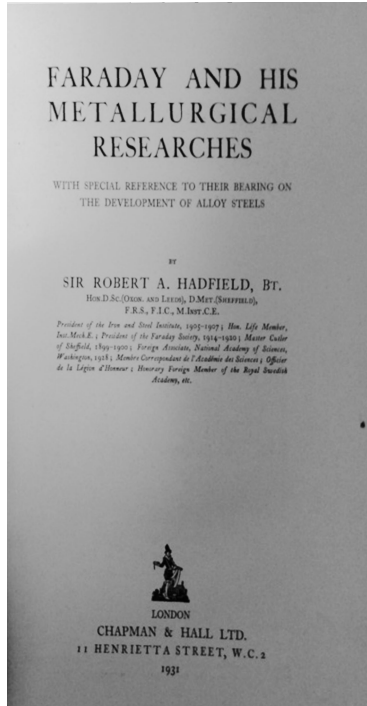 FARADAY AND HIS
METALLURGICAL
RESEARCHES
WITH SPECIAL REFERENCE TO THEIR BEARING ON
THE DEVELOPMENT OF ALLOY STEELS
BY
SIR ROBERT A. HADFIELD, BT.
HON.D.SC.(OXON. AND LEEDS), D.MET.(SHEFFIELD),
F.R.S., F.I.C., M.INST.C.E.
President of the Iron and Steel Institute, 1905-1907; Hon. Life Member,
Inst.Mech.E.; President of the Faraday Society, 1914-1920; Master Cutler
of Sheffield, 1899-1900; Foreign Associate, National Academy of Sciences,
Washington, 1928; Membre Correspondant de l'Académie des Sciences; Officier
de la Légion d'Honneur; Honorary Foreign Member of the Royal Swedish
Academy, etc.
LONDON
CHAPMAN & HALL LTD.
11 HENRIETTA STREET, W.C.2
1931